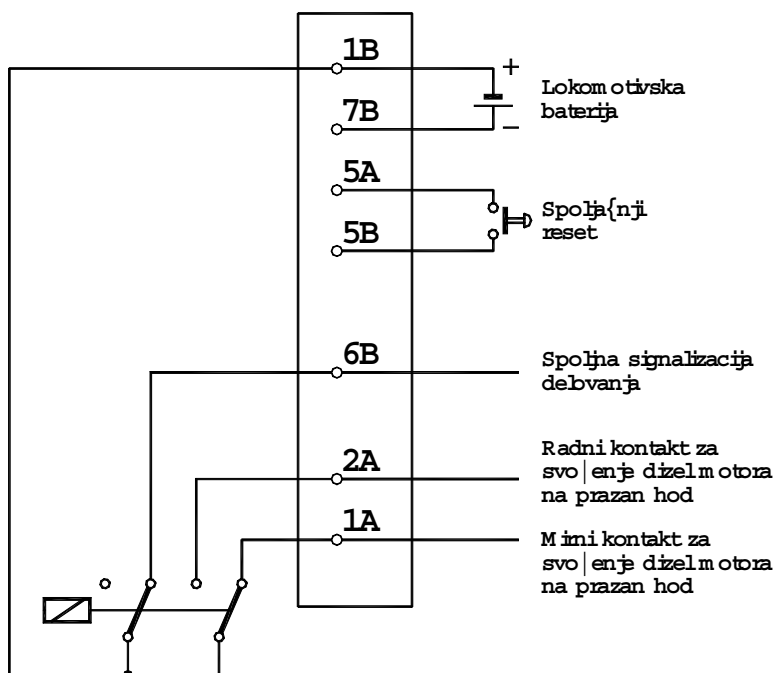 1B
+
Lokomotivska
baterija
7B
−
5A
Spolja{nji
reset
5B
6B
Spoljna signalizacija
delovanja
2A
Radni kontakt za
svo|enje dizel motora
na prazan hod
1A
Mirni kontakt za
svo|enje dizel motora
na prazan hod